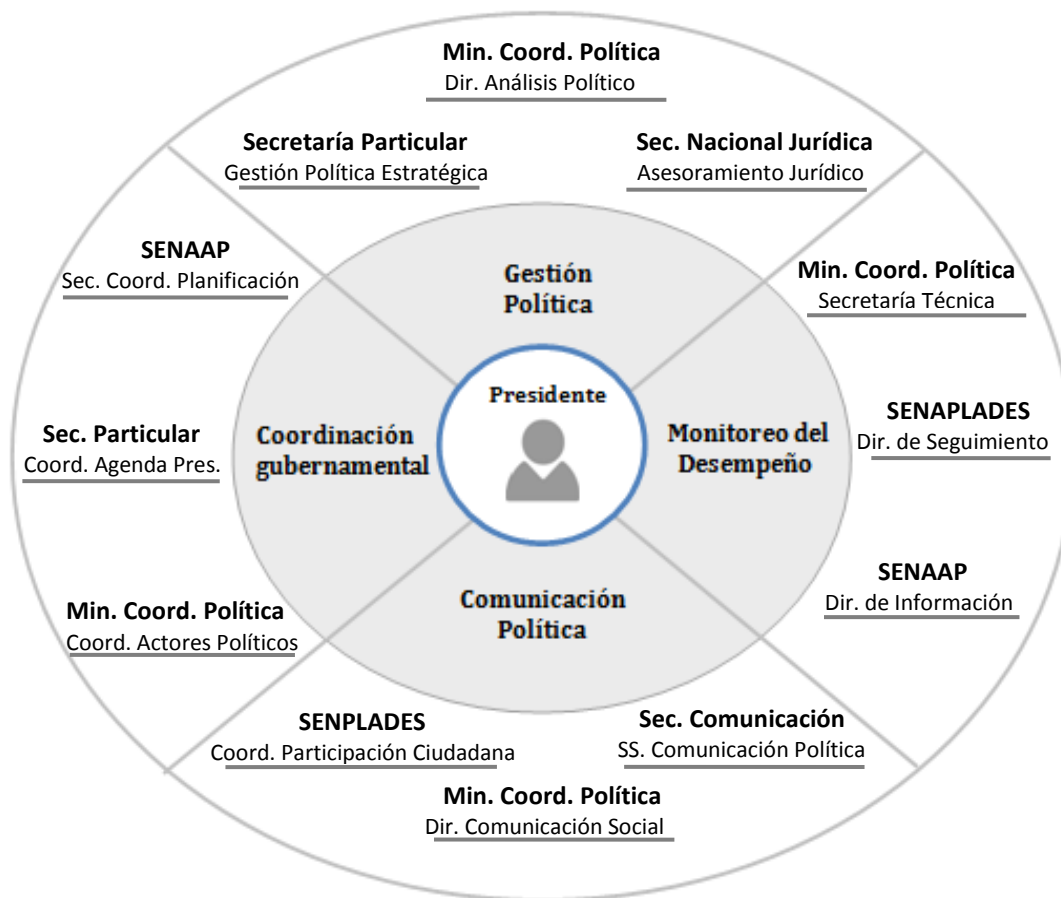 Min. Coord. Política
Dir. Análisis Político
Secretaría Particular
Gestión Política Estratégica
Sec. Nacional Jurídica
Asesoramiento Jurídico
SENAAP
Sec. Coord. Planificación
Gestión
Política
Min. Coord. Política
Secretaría Técnica
Presidente
Sec. Particular
Coord. Agenda Pres.
Coordinación
gubernamental
Monitoreo del
Desempeño
SENAPLADES
Dir. de Seguimiento
SENAAP
Dir. de Información
Comunicación
Política
Min. Coord. Política
Coord. Actores Políticos
SENPLADES
Coord. Participación Ciudadana
Sec. Comunicación
SS. Comunicación Política
Min. Coord. Política
Dir. Comunicación Social